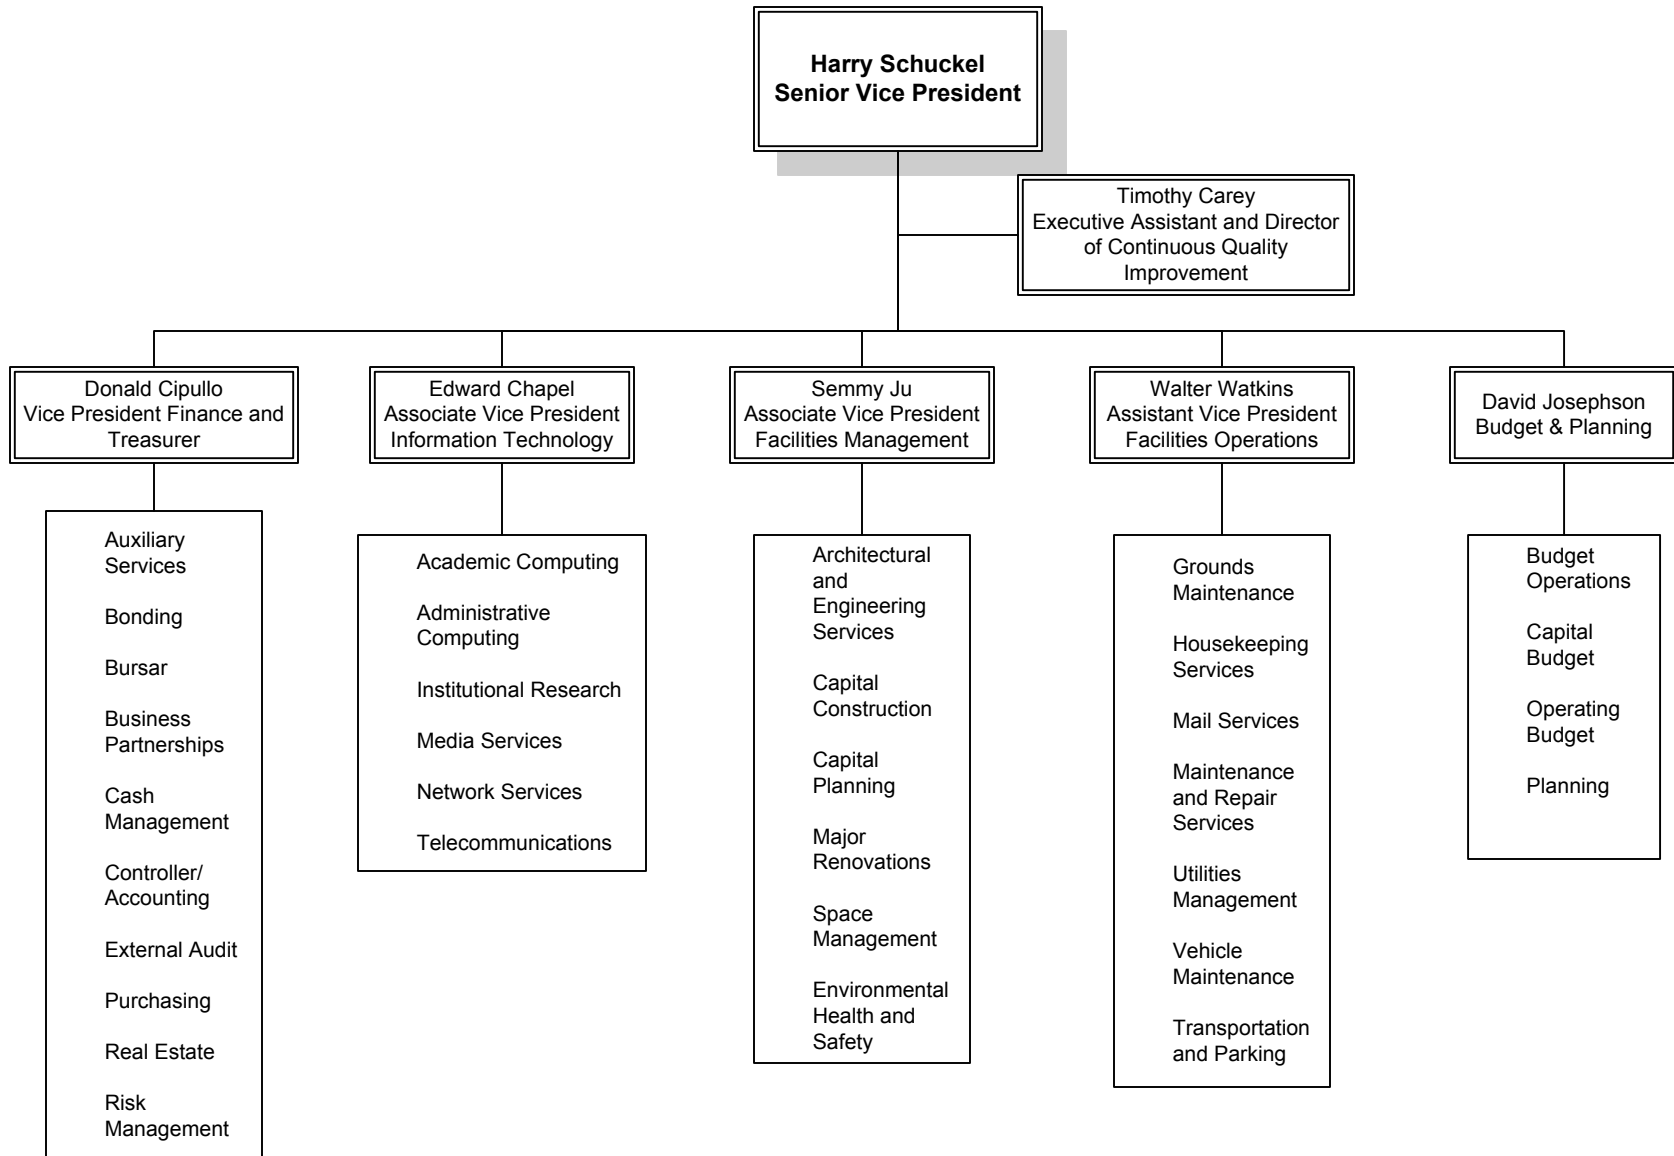 Harry Schuckel
Senior Vice President
Timothy Carey
Executive Assistant and Director
of Continuous Quality
Improvement
Donald Cipullo
Vice President Finance and
Treasurer
Edward Chapel
Associate Vice President
Information Technology
Semmy Ju
Associate Vice President
Facilities Management
Walter Watkins
Assistant Vice President
Facilities Operations
David Josephson
Budget & Planning
Auxiliary
Services
Bonding
Bursar
Business
Partnerships
Cash
Management
Controller/
Accounting
External Audit
Purchasing
Real Estate
Risk
Management
Academic Computing
Administrative
Computing
Institutional Research
Media Services
Network Services
Telecommunications
Architectural
and
Engineering
Services
Capital
Construction
Capital
Planning
Major
Renovations
Space
Management
Environmental
Health and
Safety
Grounds
Maintenance
Housekeeping
Services
Mail Services
Maintenance
and Repair
Services
Utilities
Management
Vehicle
Maintenance
Transportation
and Parking
Budget
Operations
Capital
Budget
Operating
Budget
Planning